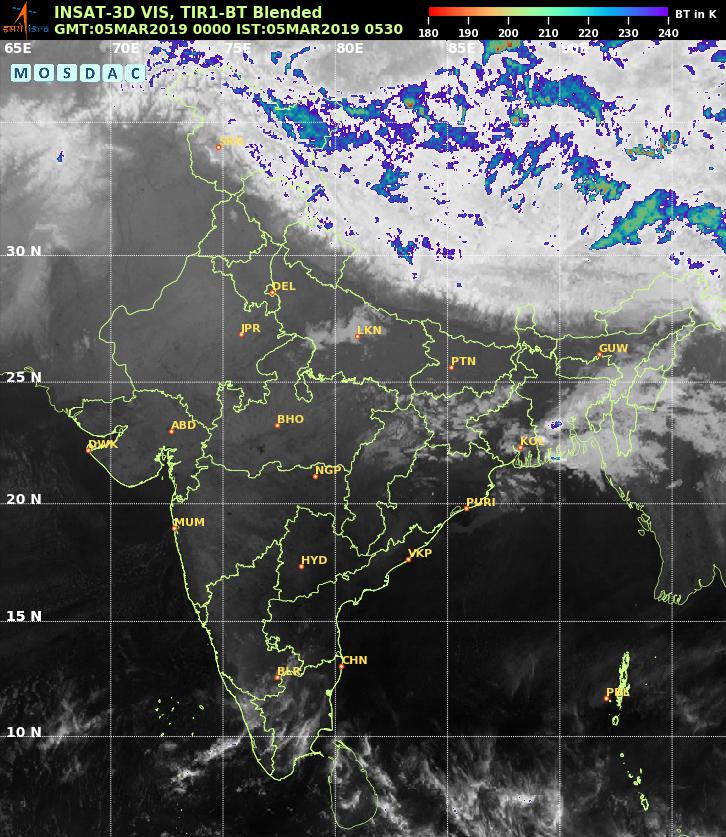 INSAT-3D VIS, TIR1-BT Blended
GMT:05MAR2019 0000 IST:05MAR2019 0530
BT in K
180 190 200 210 220 230 240
65E 70E 75E 80E 85E 90E
MOSDAC
SRN
30 N
DEL
JPR
LKN
GUW
PTN
25 N
ABD
BHO
DWK
KOL
NGP
20 N
PURI
MUM
VKP
HYD
15 N
CHN
BLR
PBL
10 N